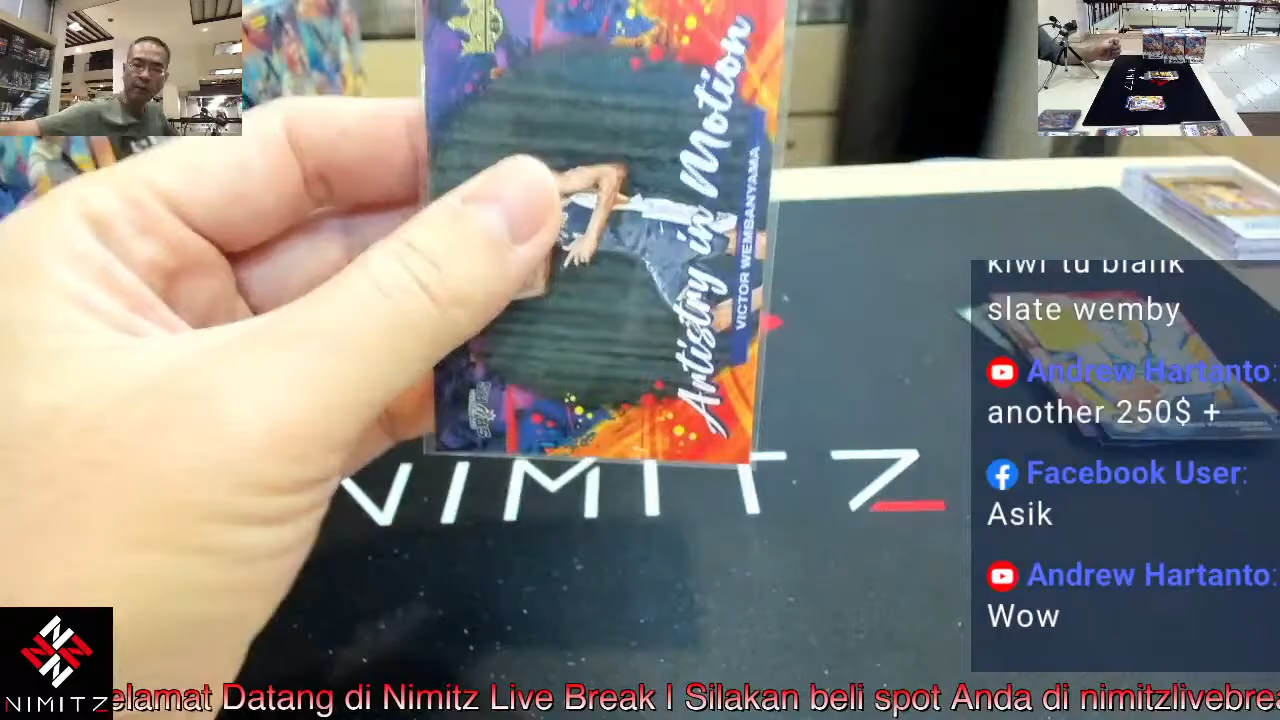 Artistry in Motion
VICTOR WEMBANYAMA
NIMITZ
kiwi tu blank
slate wemby
Andrew Hartanto:
another 250$ +
Facebook User:
Asik
Andrew Hartanto:
Wow
NIMITZ
elamat Datang di Nimitz Live Break I Silakan beli spot Anda di nimitzlivebre